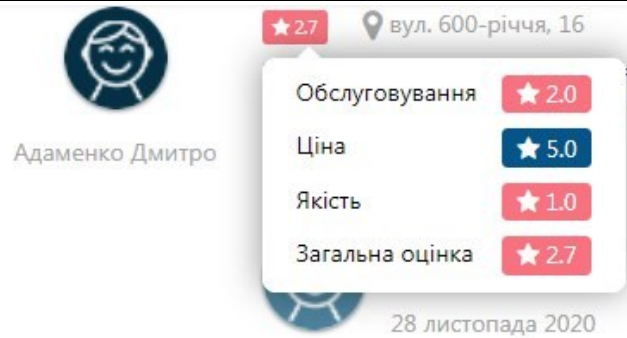 2.7 вул. 600-річчя, 16
Обслуговування 2.0
Ціна 5.0
Адаменко Дмитро
Якість 1.0
Загальна оцінка 2.7
28 листопада 2020